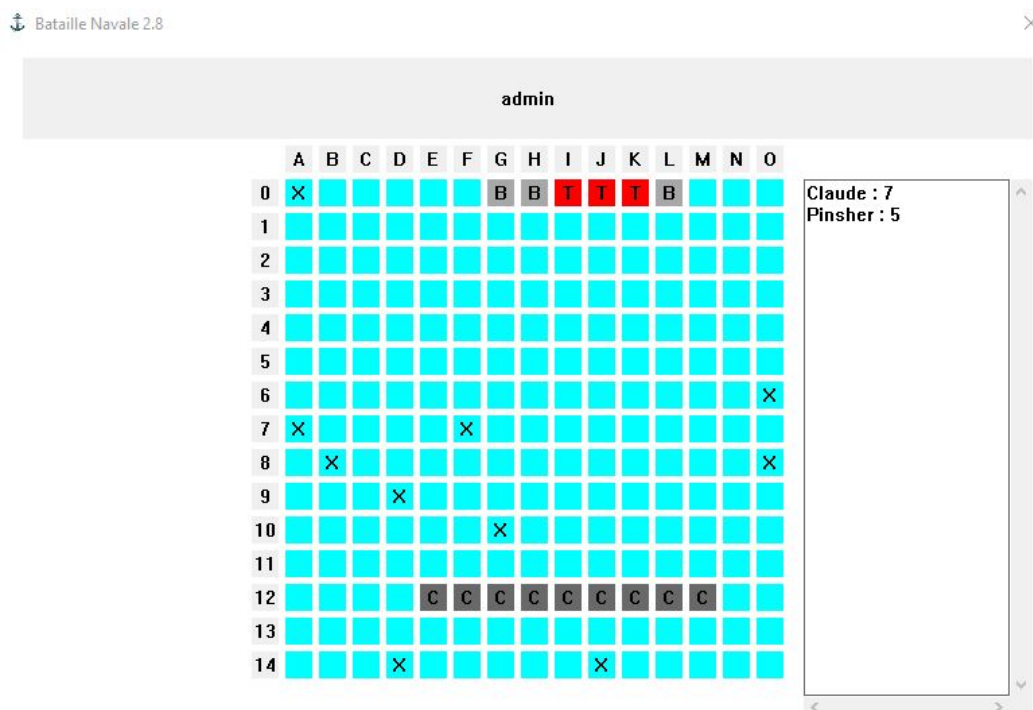 Bataille Navale 2.8
admin
A B C D E F G H I J K L M N O
0 X B B T T T B
1
2
3
4
5
6 X
7 X X
8 X X
9 X
10 X
11
12 C C C C C C C C C
13
14 X X
Claude : 7
Pinsher : 5